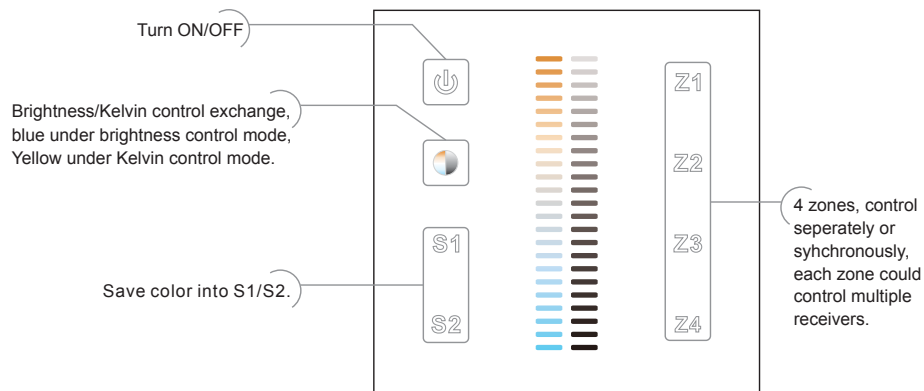 Turn ON/OFF
Brightness/Kelvin control exchange,
blue under brightness control mode,
Yellow under Kelvin control mode.
S1
Save color into S1/S2.
S2
Z1
Z2
Z3
Z4
4 zones, control
seperately or
syhchronously,
each zone could
control multiple
receivers.